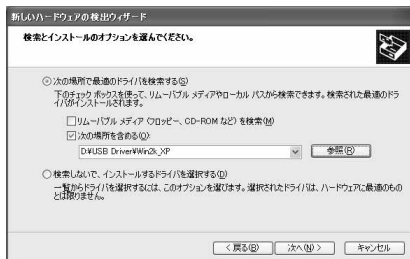 新しいハードウェアの検出ウィザード
検索とインストールのオプションを選んでください。
次の場所で最適のドライバを検索する(S)
下のチェック ボックスを使って、リムーバブル メディアやローカル パスから検索できます。検索された最適のドラ
イバがインストールされます。
リムーバブル メディア (フロッピー、CD-ROM など) を検索(M)
次の場所を含める(O):
D:¥USB Driver¥Win2k_XP
参照(R)
検索しないで、インストールするドライバを選択する(D)
一覧からドライバを選択するには、このオプションを選びます。選択されたドライバは、ハードウェアに最適のもの
とは限りません。
< 戻る(B)
次へ(N) >
キャンセル